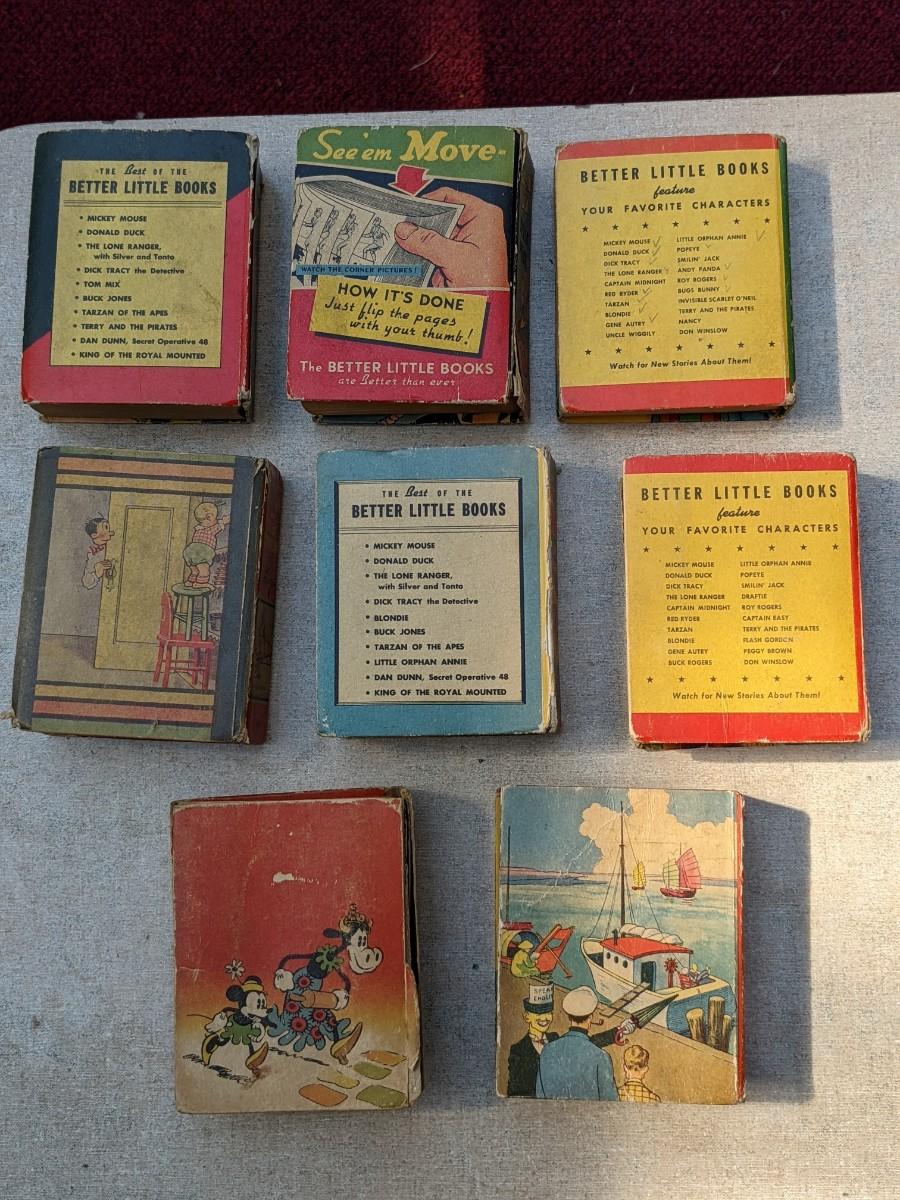 THE Best OF THE
BETTER LITTLE BOOKS
• MICKEY MOUSE
• DONALD DUCK
• THE LONE RANGER,
with Silver and Tonto
• DICK TRACY the Detective
• TOM MIX
• BUCK JONES
• TARZAN OF THE APES
• TERRY AND THE PIRATES
• DAN DUNN, Secret Operative 48
• KING OF THE ROYAL MOUNTED
See'em Move-
WATCH THE CORNER PICTURES!
HOW IT'S DONE
Just flip the pages
with your thumb!
The BETTER LITTLE BOOKS
are Better than ever
BETTER LITTLE BOOKS
feature
YOUR FAVORITE CHARACTERS
MICKEY MOUSE
DONALD DUCK
DICK TRACY
THE LONE RANGER
CAPTAIN MIDNIGHT
RED RYDER
TARZAN
BLONDIE
GENE AUTRY
UNCLE WIGGILY
LITTLE ORPHAN ANNIE
POPEYE
SMILIN' JACK
ANDY PANDA
ROY ROGERS
BUGS BUNNY
INVISIBLE SCARLET O'NEIL
TERRY AND THE PIRATES
NANCY
DON WINSLOW
Watch for New Stories About Them!
THE Best OF THE
BETTER LITTLE BOOKS
• MICKEY MOUSE
• DONALD DUCK
• THE LONE RANGER,
with Silver and Tonto
• DICK TRACY the Detective
• BLONDIE
• BUCK JONES
• TARZAN OF THE APES
• LITTLE ORPHAN ANNIE
• DAN DUNN, Secret Operative 48
• KING OF THE ROYAL MOUNTED
BETTER LITTLE BOOKS
feature
YOUR FAVORITE CHARACTERS
MICKEY MOUSE
DONALD DUCK
DICK TRACY
THE LONE RANGER
CAPTAIN MIDNIGHT
RED RYDER
TARZAN
BLONDIE
GENE AUTRY
BUCK ROGERS
LITTLE ORPHAN ANNIE
POPEYE
SMILIN' JACK
DRAFTIE
ROY ROGERS
CAPTAIN EASY
TERRY AND THE PIRATES
FLASH GORDON
PEGGY BROWN
DON WINSLOW
Watch for New Stories About Them!
SPEAK
ENGLISH